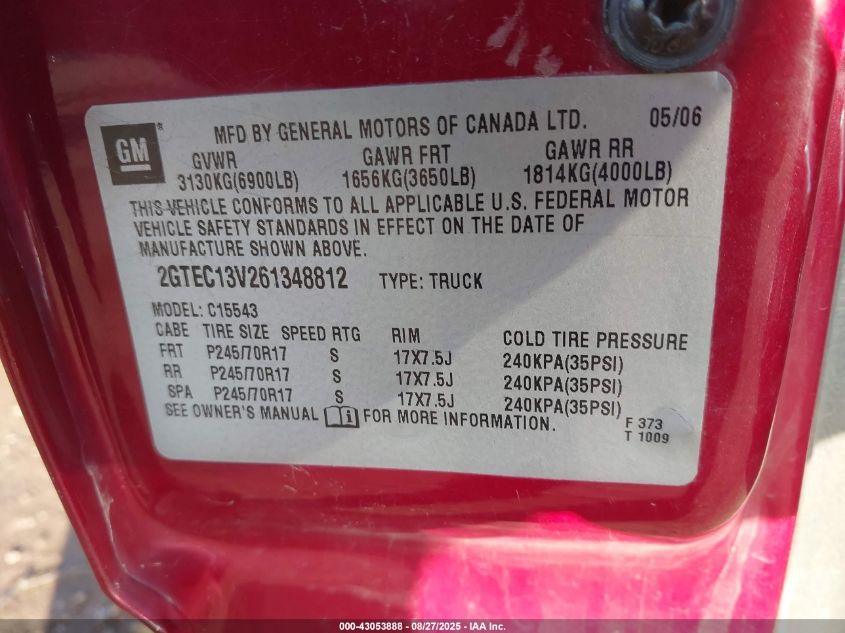 GM®
MFD BY GENERAL MOTORS OF CANADA LTD. 05/06
GVWR GAWR FRT GAWR RR
3130KG(6900LB) 1656KG(3650LB) 1814KG(4000LB)
THIS VEHICLE CONFORMS TO ALL APPLICABLE U.S. FEDERAL MOTOR
VEHICLE SAFETY STANDARDS IN EFFECT ON THE DATE OF
MANUFACTURE SHOWN ABOVE.
2GTEC13V261348812 TYPE: TRUCK
MODEL: C15543
CABE TIRE SIZE SPEED RTG RIM COLD TIRE PRESSURE
FRT P245/70R17 S 17X7.5J 240KPA(35PSI)
RR P245/70R17 S 17X7.5J 240KPA(35PSI)
SPA P245/70R17 S 17X7.5J 240KPA(35PSI)
SEE OWNER'S MANUAL i FOR MORE INFORMATION.
F 373
T 1009
000-43053888 - 08/27/2025 - IAA Inc.